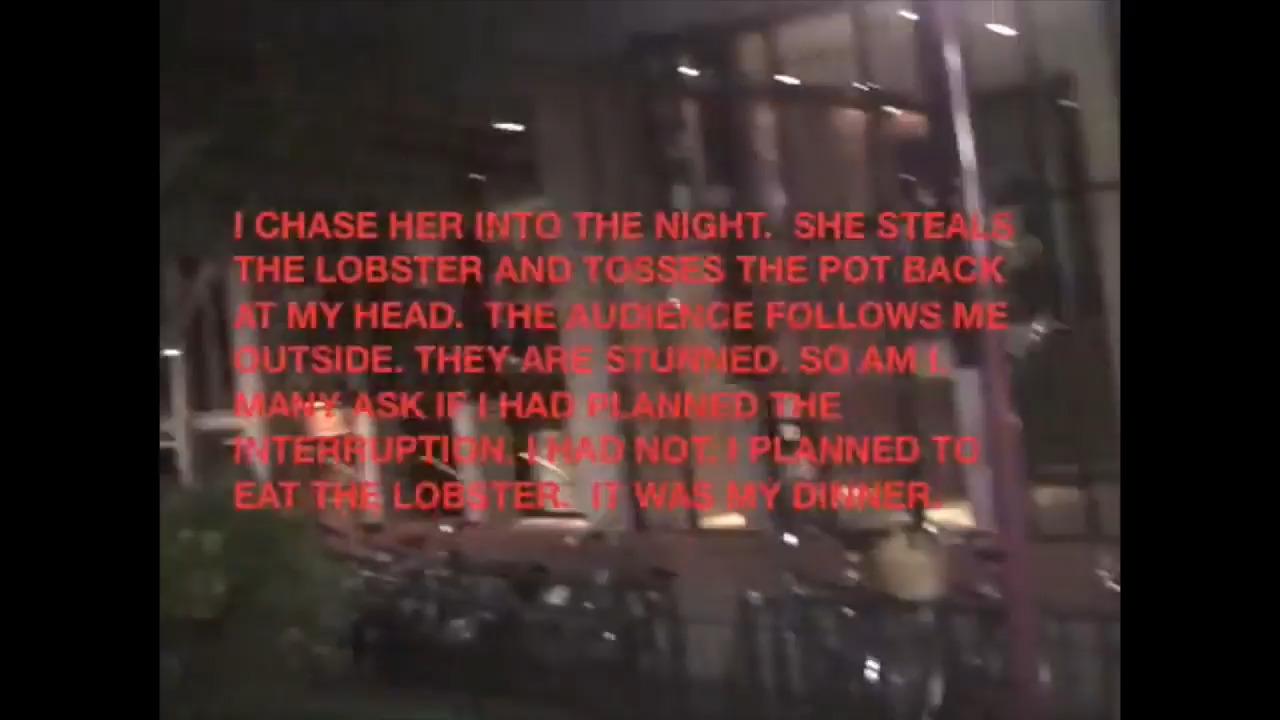 I CHASE HER INTO THE NIGHT.  SHE STEALS
THE LOBSTER AND TOSSES THE POT BACK
AT MY HEAD.  THE AUDIENCE FOLLOWS ME
OUTSIDE. THEY ARE STUNNED. SO AM I.
MANY ASK IF I HAD PLANNED THE
INTERRUPTION. I HAD NOT. I PLANNED TO
EAT THE LOBSTER.  IT WAS MY DINNER.